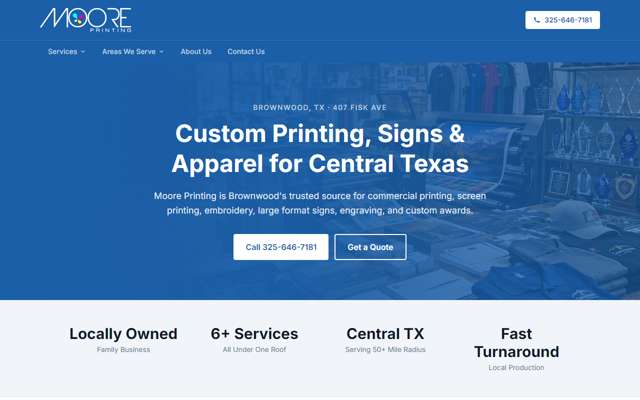 MOORE
PRINTING
325-646-7181
Services
Areas We Serve
About Us
Contact Us
BROWNWOOD, TX · 407 FISK AVE
Custom Printing, Signs &
Apparel for Central Texas
Moore Printing is Brownwood's trusted source for commercial printing, screen
printing, embroidery, large format signs, engraving, and custom awards.
Call 325-646-7181
Get a Quote
Locally Owned
Family Business
6+ Services
All Under One Roof
Central TX
Serving 50+ Mile Radius
Fast
Turnaround
Local Production